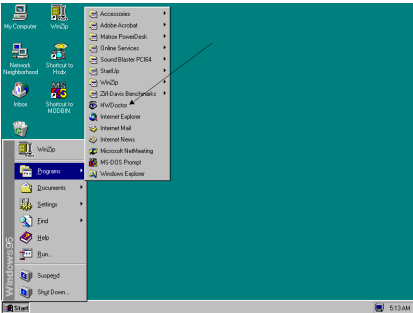 My Computer
WinZip
Network
Neighborhood
Shortcut to
Hxdx
Inbox
Shortcut to
MODBIN
Accessories
Adobe Acrobat
Matrox PowerDesk
Online Services
Sound Blaster PCI64
StartUp
WinZip
Ziff-Davis Benchmarks
HWDoctor
Internet Explorer
Internet Mail
Internet News
Microsoft NetMeeting
MS-DOS Prompt
Windows Explorer
WinZip
Programs
Documents
Settings
Find
Help
Run...
Suspend
Shut Down...
Windows95
Start
5:13 AM